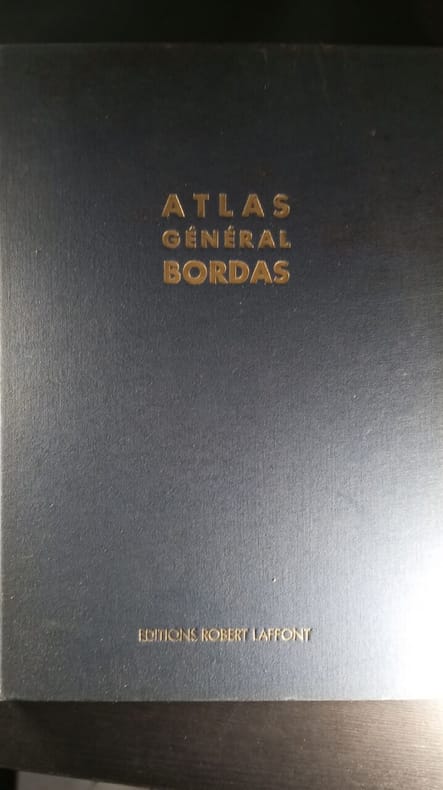 ATLAS
GÉNÉRAL
BORDAS
EDITIONS ROBERT LAFFONT